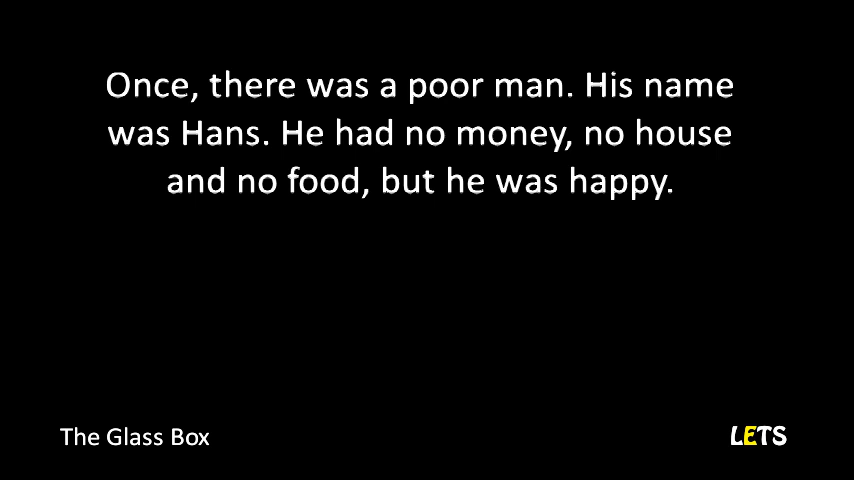 Once, there was a poor man. His name
was Hans. He had no money, no house
and no food, but he was happy.
The Glass Box
LETS